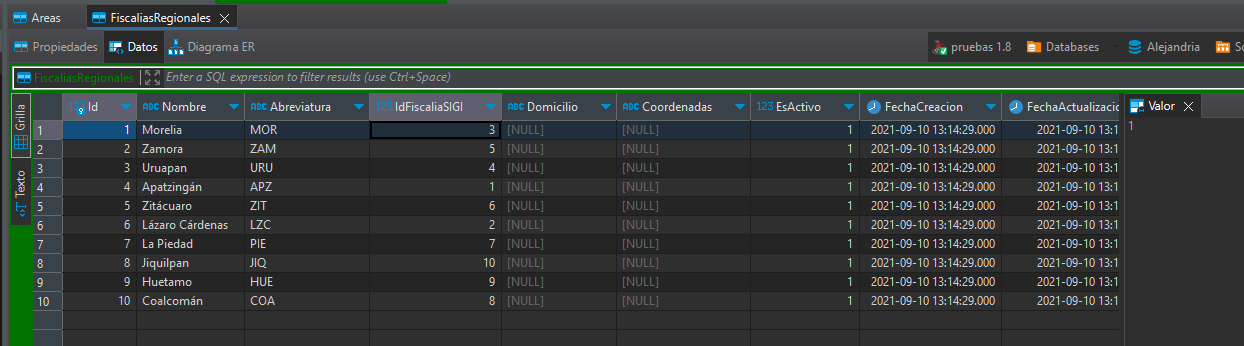 Areas FiscaliasRegionales
Propiedades Datos Diagrama ER pruebas 1.8 Databases Alejandria
FiscaliasRegionales Enter a SQL expression to filter results (use Ctrl+Space)
Grilla
Texto
123 Id ABC Nombre ABC Abreviatura 123 IdFiscaliaSIGI ABC Domicilio ABC Coordenadas 123 EsActivo FechaCreacion FechaActualizacio Valor
1 1 Morelia MOR 3 [NULL] [NULL] 1 2021-09-10 13:14:29.000 2021-09-10 13:1 1
2 2 Zamora ZAM 5 [NULL] [NULL] 1 2021-09-10 13:14:29.000 2021-09-10 13:1
3 3 Uruapan URU 4 [NULL] [NULL] 1 2021-09-10 13:14:29.000 2021-09-10 13:1
4 4 Apatzingán APZ 1 [NULL] [NULL] 1 2021-09-10 13:14:29.000 2021-09-10 13:1
5 5 Zitácuaro ZIT 6 [NULL] [NULL] 1 2021-09-10 13:14:29.000 2021-09-10 13:1
6 6 Lázaro Cárdenas LZC 2 [NULL] [NULL] 1 2021-09-10 13:14:29.000 2021-09-10 13:1
7 7 La Piedad PIE 7 [NULL] [NULL] 1 2021-09-10 13:14:29.000 2021-09-10 13:1
8 8 Jiquilpan JIQ 10 [NULL] [NULL] 1 2021-09-10 13:14:29.000 2021-09-10 13:1
9 9 Huetamo HUE 9 [NULL] [NULL] 1 2021-09-10 13:14:29.000 2021-09-10 13:1
10 10 Coalcomán COA 8 [NULL] [NULL] 1 2021-09-10 13:14:29.000 2021-09-10 13:1